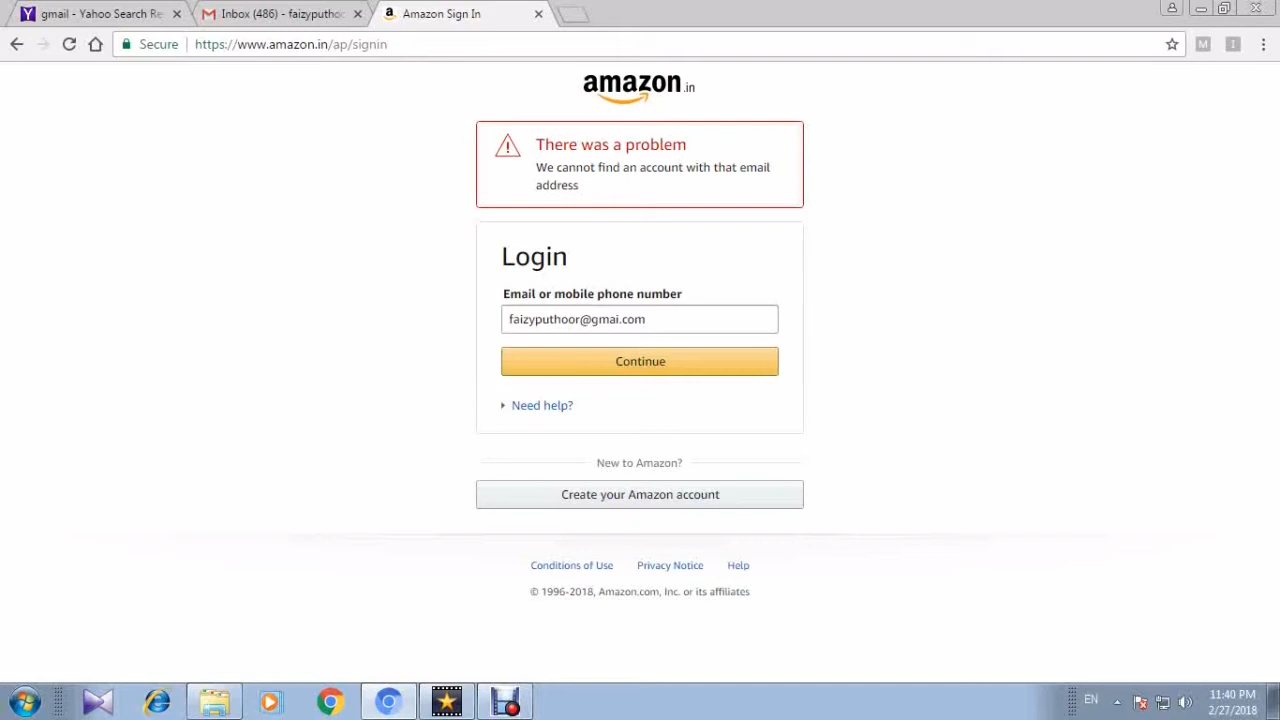 gmail - Yahoo Search Re
Inbox (486) - faizyputho
Amazon Sign In
Secure
https://www.amazon.in/ap/signin
M
I
amazon.in
There was a problem
We cannot find an account with that email
address
Login
Email or mobile phone number
faizyputhoor@gmai.com
Continue
Need help?
New to Amazon?
Create your Amazon account
Conditions of Use
Privacy Notice
Help
© 1996-2018, Amazon.com, Inc. or its affiliates
EN
11:40 PM
2/27/2018